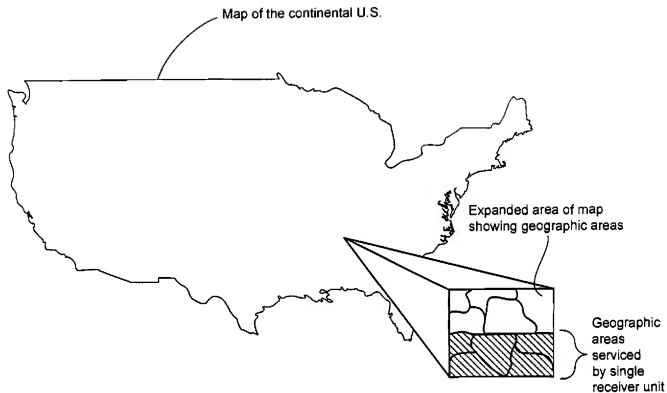 Map of the continental U.S.
Expanded area of map
showing geographic areas
Geographic
areas
serviced
by single
receiver unit